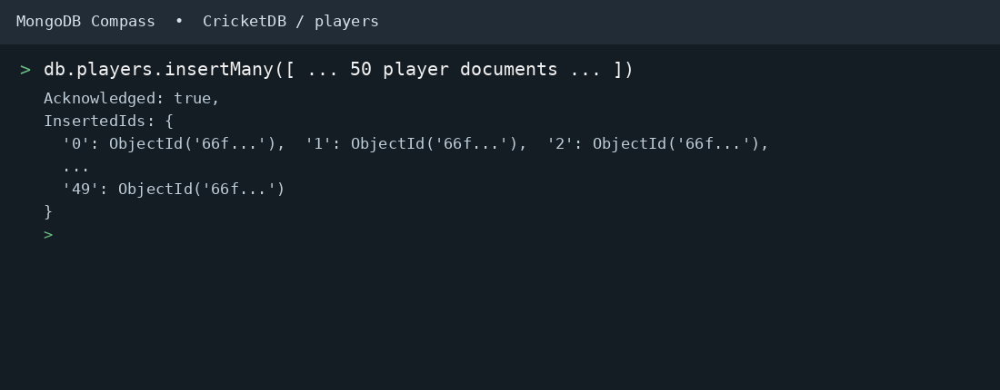 MongoDB Compass • CricketDB / players
> db.players.insertMany([ ... 50 player documents ... ])
Acknowledged: true,
InsertedIds: {
'0': ObjectId('66f...'), '1': ObjectId('66f...'), '2': ObjectId('66f...'),
...
'49': ObjectId('66f...')
}
>